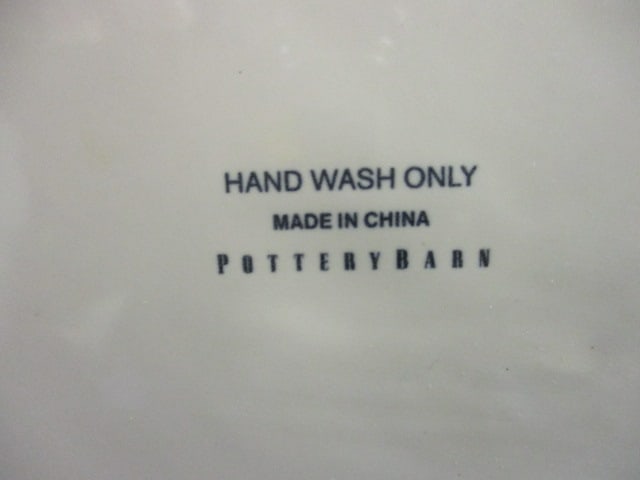 HAND WASH ONLY
MADE IN CHINA
POTTERYBARN